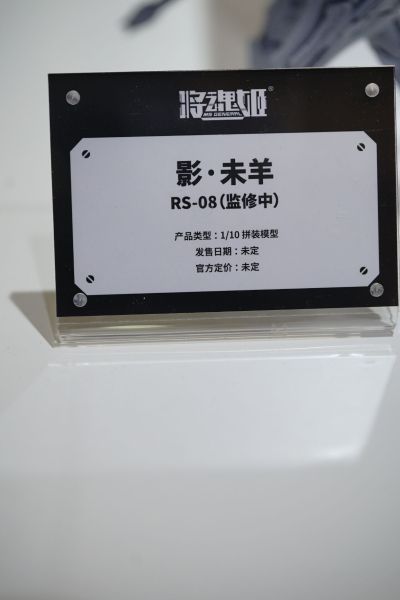 将魂姬®
MS GENERAL
影·未羊
RS-08(监修中)
产品类型：1/10 拼装模型
发售日期：未定
官方定价：未定